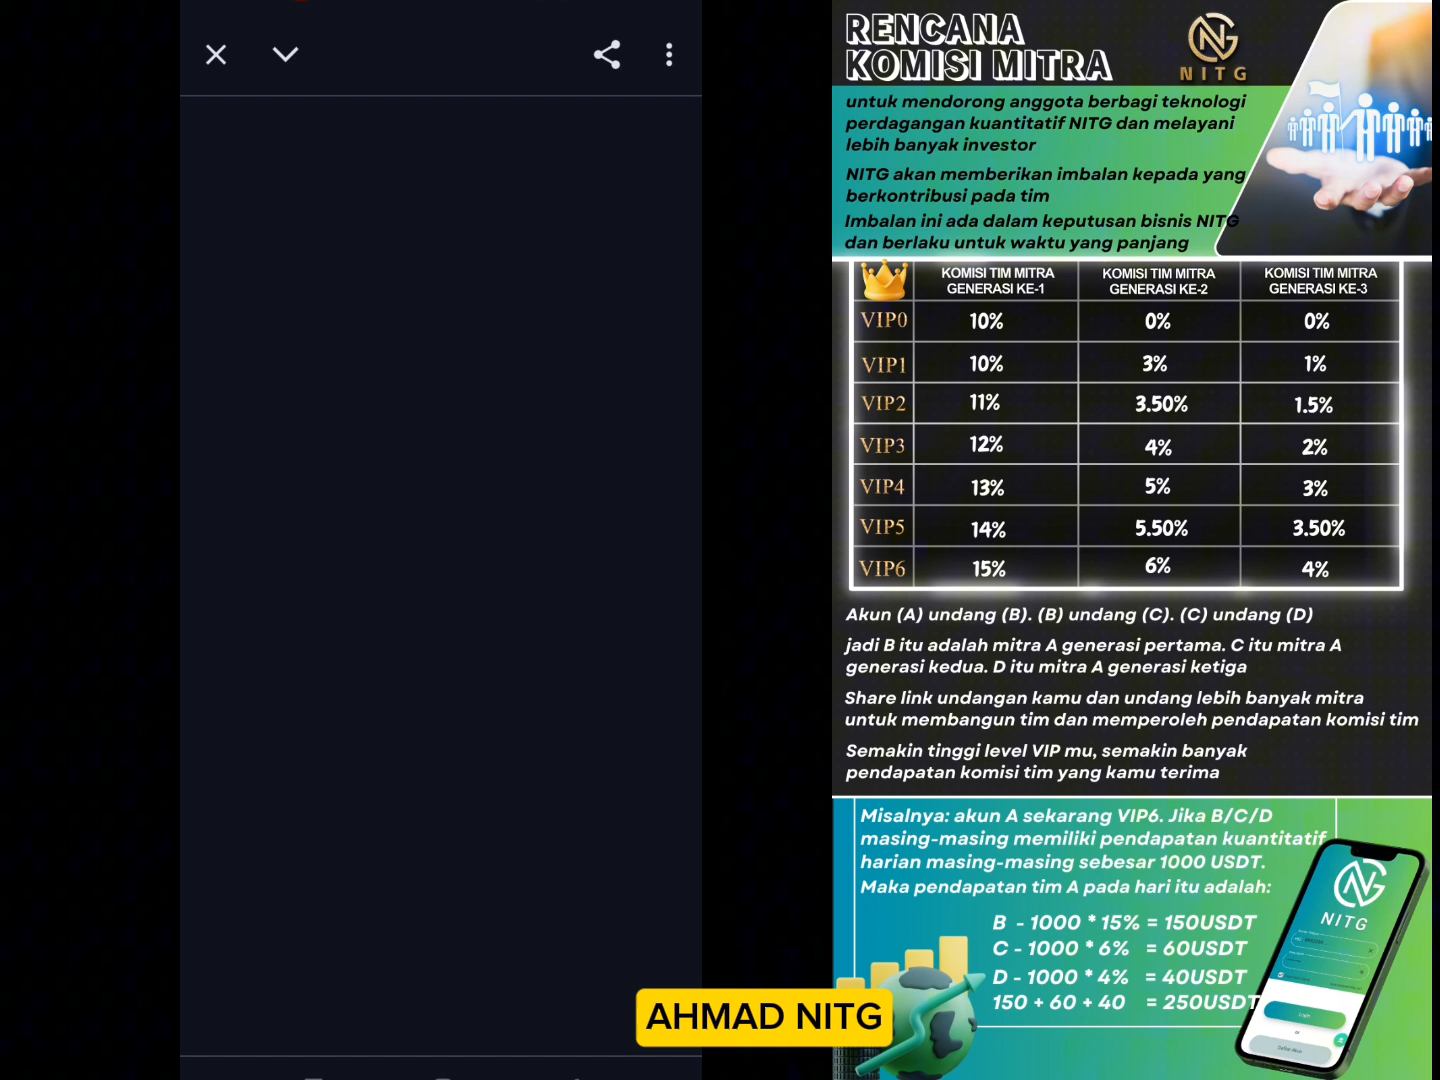 RENCANA
KOMISI MITRA
NITG
untuk mendorong anggota berbagi teknologi
perdagangan kuantitatif NITG dan melayani
lebih banyak investor
NITG akan memberikan imbalan kepada yang
berkontribusi pada tim
Imbalan ini ada dalam keputusan bisnis NITG
dan berlaku untuk waktu yang panjang
KOMISI TIM MITRA GENERASI KE-1 KOMISI TIM MITRA GENERASI KE-2 KOMISI TIM MITRA GENERASI KE-3
VIP0 10% 0% 0%
VIP1 10% 3% 1%
VIP2 11% 3.50% 1.5%
VIP3 12% 4% 2%
VIP4 13% 5% 3%
VIP5 14% 5.50% 3.50%
VIP6 15% 6% 4%
Akun (A) undang (B). (B) undang (C). (C) undang (D)
jadi B itu adalah mitra A generasi pertama. C itu mitra A
generasi kedua. D itu mitra A generasi ketiga
Share link undangan kamu dan undang lebih banyak mitra
untuk membangun tim dan memperoleh pendapatan komisi tim
Semakin tinggi level VIP mu, semakin banyak
pendapatan komisi tim yang kamu terima
Misalnya: akun A sekarang VIP6. Jika B/C/D
masing-masing memiliki pendapatan kuantitatif
harian masing-masing sebesar 1000 USDT.
Maka pendapatan tim A pada hari itu adalah:
B - 1000 * 15% = 150USDT
C - 1000 * 6% = 60USDT
D - 1000 * 4% = 40USDT
150 + 60 + 40 = 250USDT
NITG
Login
AHMAD NITG